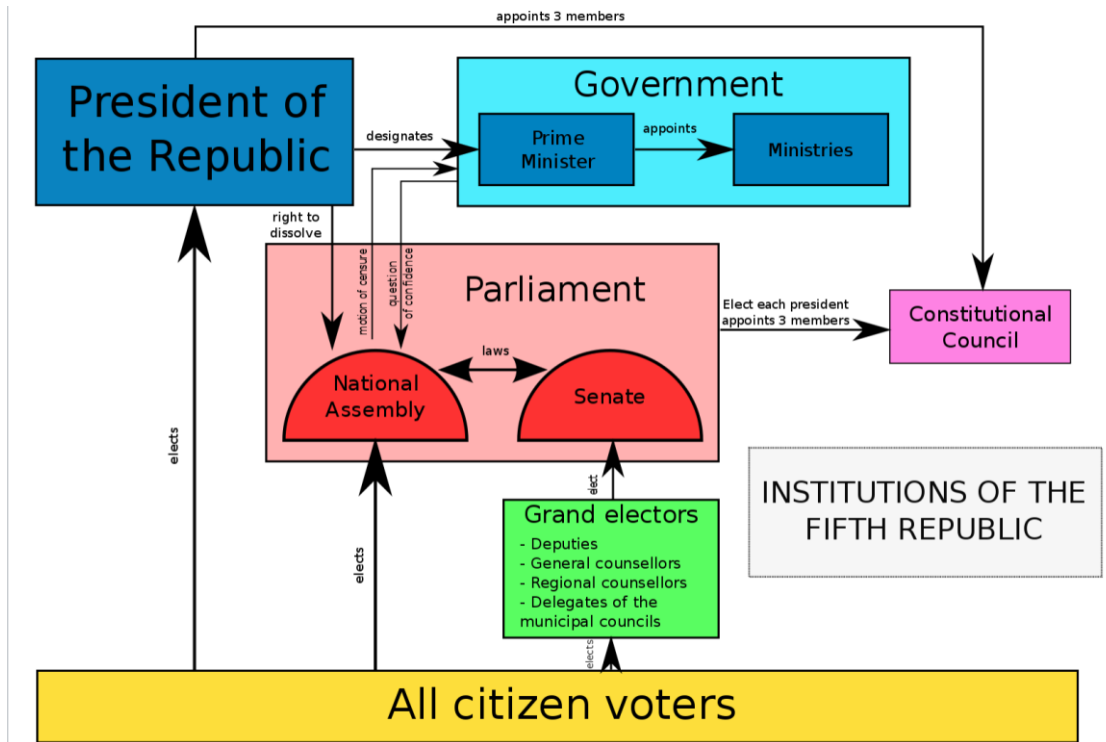 appoints 3 members
President of
the Republic
Government
designates
Prime
Minister
appoints
Ministries
right to
dissolve
motion of censure
question
of confidence
Parliament
Elect each president
appoints 3 members
Constitutional
Council
laws
National
Assembly
Senate
elects
elects
elect
Grand electors
- Deputies
- General counsellors
- Regional counsellors
- Delegates of the
municipal councils
elects
INSTITUTIONS OF THE
FIFTH REPUBLIC
All citizen voters